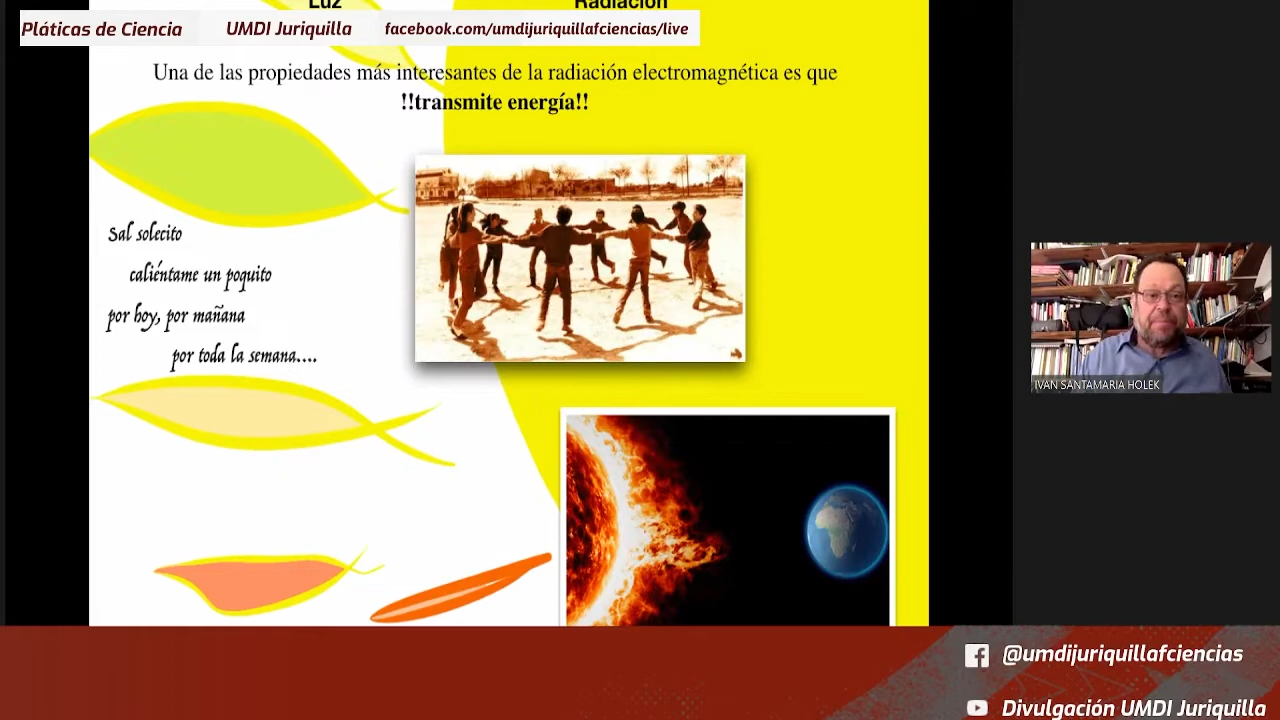 Luz
Radiación
Pláticas de Ciencia
UMDI Juriquilla
facebook.com/umdijuriquillafciencias/live
Una de las propiedades más interesantes de la radiación electromagnética es que
!!transmite energía!!
Sal solecito
caliéntame un poquito
por hoy, por mañana
por toda la semana....
IVAN SANTAMARIA HOLEK
@umdijuriquillafciencias
Divulgación UMDI Juriquilla